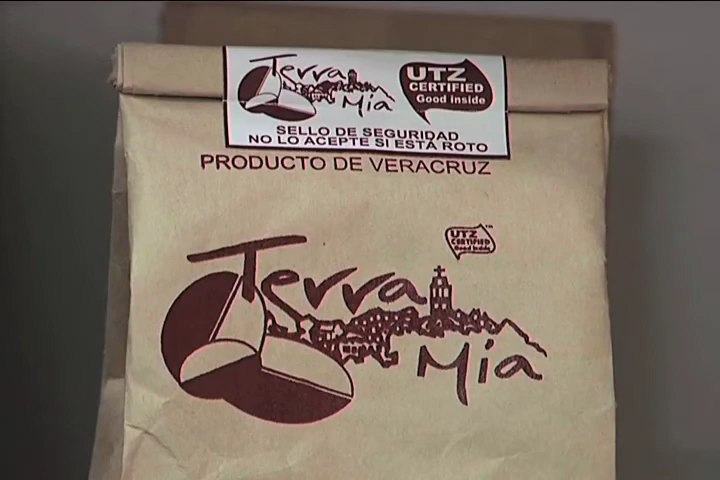 Terra
Mia
UTZ
CERTIFIED
Good inside
SELLO DE SEGURIDAD
NO LO ACEPTE SI ESTÁ ROTO
PRODUCTO DE VERACRUZ
UTZ
CERTIFIED
Good inside
Terra
Mía